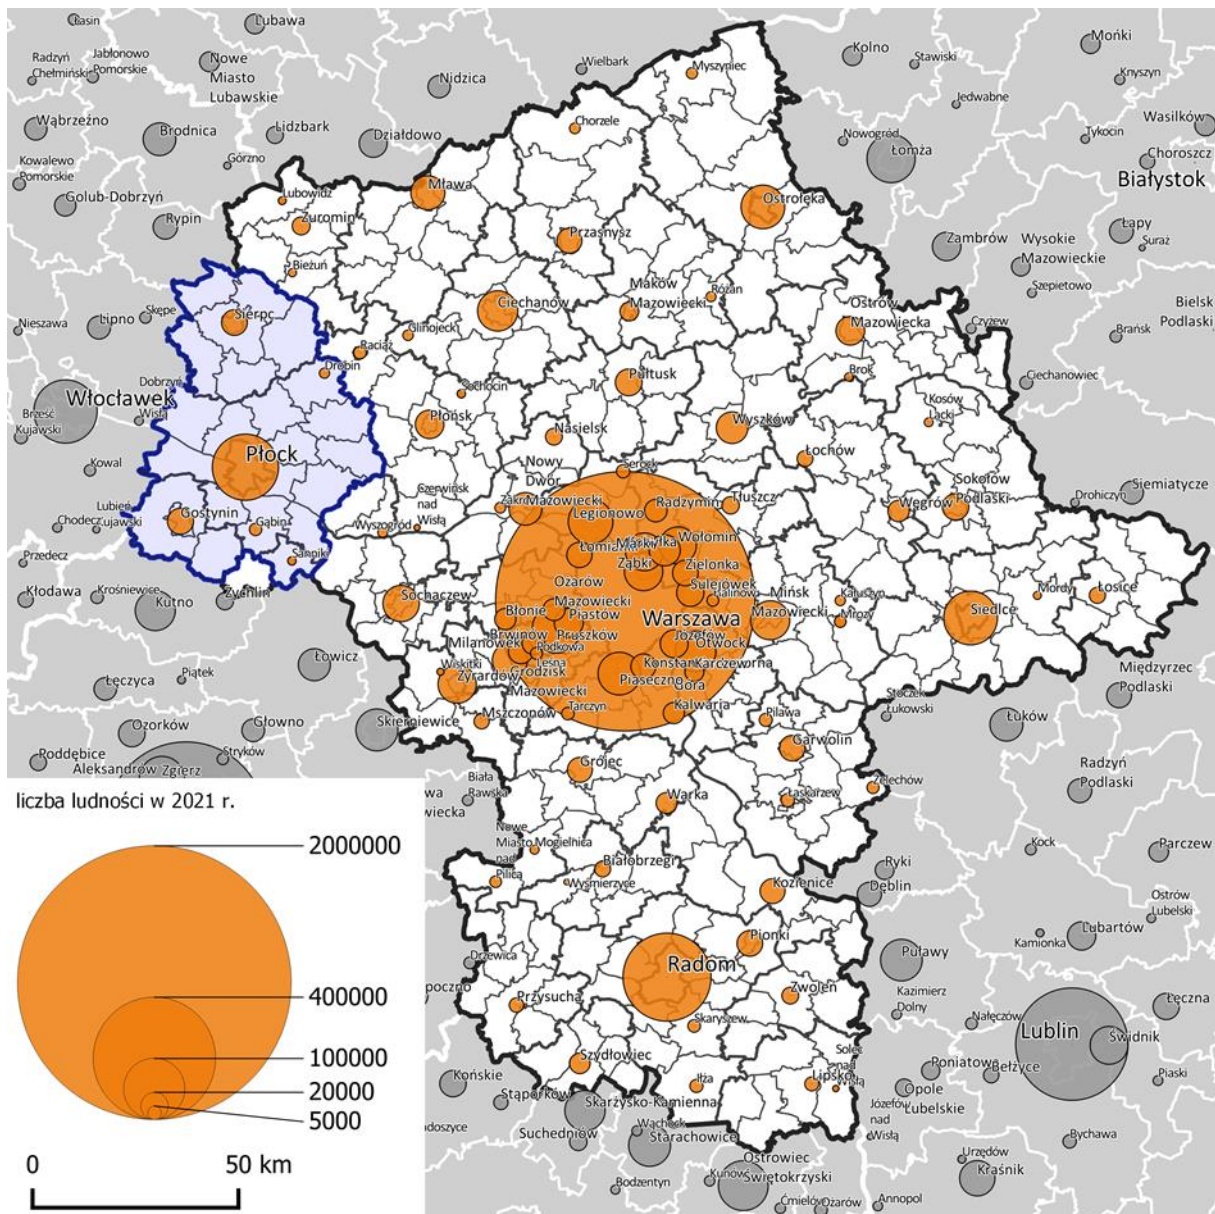 Łasin
Lubawa
Radzyń
Chełmiński
Jabłonowo
Pomorskie
Nowe
Miasto
Lubawskie
Nidzica
Wielbark
Myszyniec
Kolno
Stawiski
Mońki
Knyszyn
Jedwabne
Wąbrzeźno
Brodnica
Lidzbark
Działdowo
Chorzele
Nowogród
Łomża
Tykocin
Wasilków
Choroszcz
Białystok
Kowalewo
Pomorskie
Górzno
Golub-Dobrzyń
Rypin
Lubowidz
Żuromin
Mława
Przasnysz
Ostrołęka
Zambrów
Wysokie
Mazowieckie
Łapy
Suraż
Szepietowo
Bieżuń
Maków
Mazowiecki
Różan
Ostrów
Mazowiecka
Czyżew
Bielsk
Podlaski
Brańsk
Nieszawa
Lipno
Skępe
Sierpc
Ciechanów
Glinojeck
Raciąż
Drobin
Sochocin
Pułtusk
Brok
Ciechanowiec
Włocławek
Dobrzyń
Wisłą
Brześć
Kujawski
Płońsk
Nasielsk
Wyszków
Kosów
Lacki
Kowal
Płock
Nowy
Dwór
Mazowiecki
Serock
Łochów
Sokołów
Podlaski
Siemiatycze
Drohiczyn
Lubień
Kujawski
Chodecz
Gostynin
Gąbin
Czerwińsk
nad
Wisłą
Wyszogród
Legionowo
Radzymin
Tłuszcz
Węgrów
Przedecz
Sanniki
Łomianki
Marki
Ząbki
Wołomin
Zielonka
Sulejówek
Halinów
Kłodawa
Krośniewice
Kutno
Żychlin
Sochaczew
Ożarów
Mazowiecki
Błonie
Piastów
Warszawa
Mińsk
Mazowiecki
Kałuszyn
Mrozy
Siedlce
Mordy
Łosice
Brwinów
Pruszków
Milanówek
Podkowa
Leśna
Józefów
Otwock
Karczew
Piaseczno
Góra
Kalwaria
Piątek
Łowicz
Wiskitki
Żyrardów
Grodzisk
Mazowiecki
Mszczonów
Tarczyn
Pilawa
Stoczek
Łukowski
Międzyrzec
Podlaski
Łęczyca
Ozorków
Głowno
Skierniewice
Garwolin
Łuków
Poddębice
Stryków
Aleksandrów
Zgierz
Biała
Rawska
Grójec
Warka
Łaskarzew
Żelechów
Radzyń
Podlaski
liczba ludności w 2021 r.
Nowe
Miasto
nad
Pilicą
Mogielnica
Białobrzegi
Wyśmierzyce
Kozienice
Ryki
Dęblin
Kock
Parczew
2000000
Ostrów
Lubelski
Kamionka
Lubartów
Drzewica
Radom
Pionki
Puławy
400000
Przysucha
Zwoleń
Kazimierz
Dolny
Nałęczów
Łęczna
Skaryszew
Lublin
Świdnik
100000
20000
5000
Szydłowiec
Solec
nad
Wisłą
Poniatowa
Bełżyce
Piaski
Końskie
Iłża
Lipsko
Opole
Lubelskie
Stąporków
Skarżysko-Kamienna
Józefów
nad
Wisłą
Wąchock
Suchedniów
Starachowice
Bychawa
0
50 km
Ostrowiec
Świętokrzyski
Kunów
Bodzentyn
Urzędów
Kraśnik
Ćmielów
Ożarów
Annopol